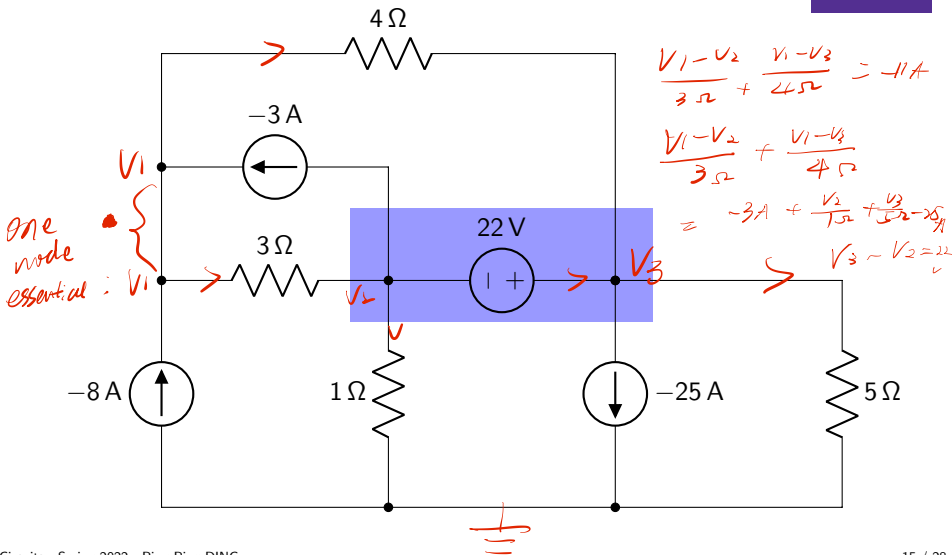 4 Ω
−3 A
V1
one
node
essential : V1
3 Ω
V2
22 V
V3
−8 A
1 Ω
−25 A
5 Ω
V1−V2 / 3Ω + V1−V3 / 4Ω = −11A
V1−V2 / 3Ω + V1−V3 / 4Ω
= −3A + V2 / 1Ω + V3 / 5Ω −25A
V3 − V2 = 22
V
15 /